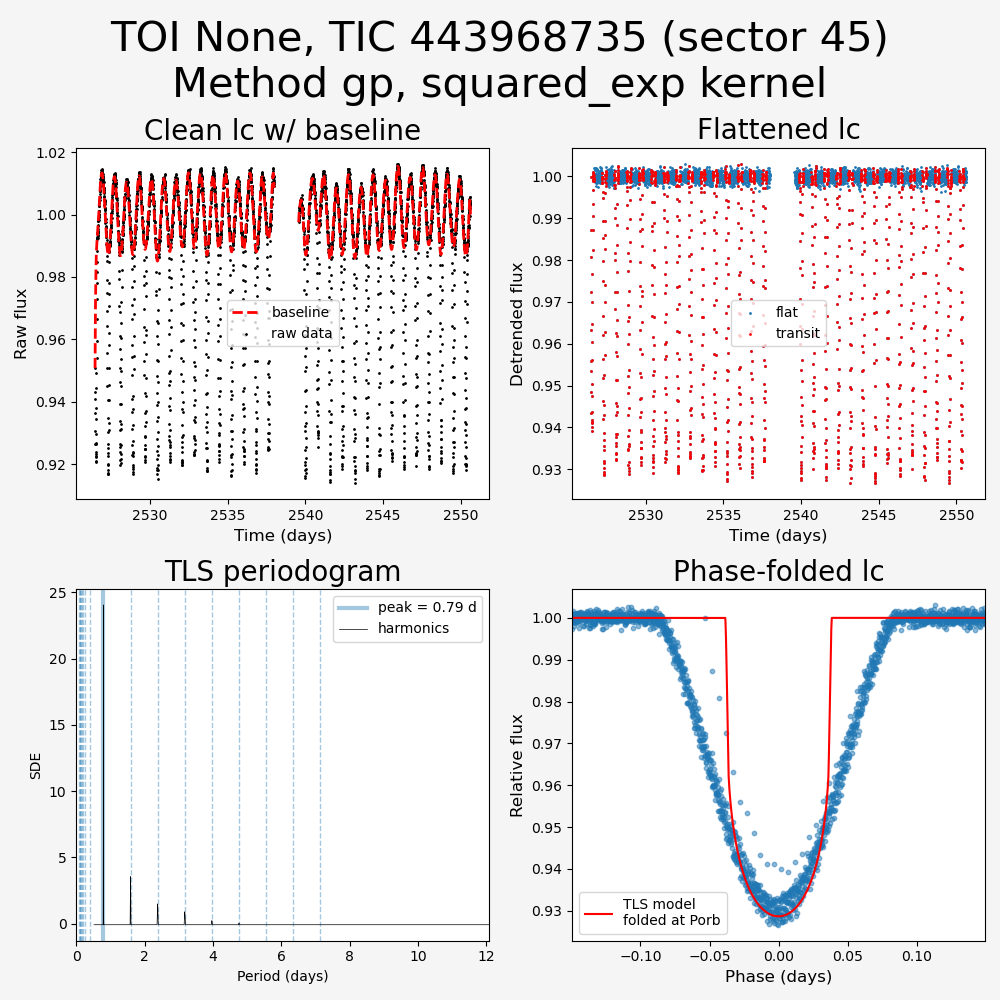 TOI None, TIC 443968735 (sector 45)
Method gp, squared_exp kernel
Clean lc w/ baseline
Flattened lc
1.02
1.00
0.98
0.96
0.94
0.92
Raw flux
baseline
raw data
2530
2535
2540
2545
2550
Time (days)
1.00
0.99
0.98
0.97
0.96
0.95
0.94
0.93
Detrended flux
flat
transit
2530
2535
2540
2545
2550
Time (days)
TLS periodogram
Phase-folded lc
25
20
15
10
5
0
SDE
peak = 0.79 d
harmonics
0
2
4
6
8
10
12
Period (days)
1.00
0.99
0.98
0.97
0.96
0.95
0.94
0.93
Relative flux
TLS model
folded at Porb
−0.10
−0.05
0.00
0.05
0.10
Phase (days)